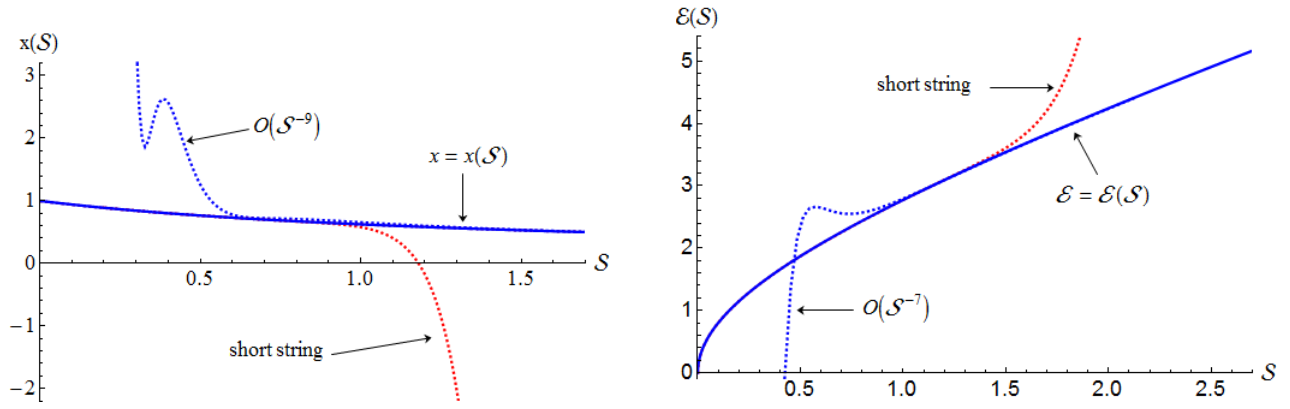 x(𝒮)
3
2
1
0
−1
−2
0.5
1.0
1.5
𝒮
O(𝒮⁻⁹)
x = x(𝒮)
short string
ℰ(𝒮)
5
4
3
2
1
0
0.5
1.0
1.5
2.0
2.5
𝒮
short string
ℰ = ℰ(𝒮)
O(𝒮⁻⁷)